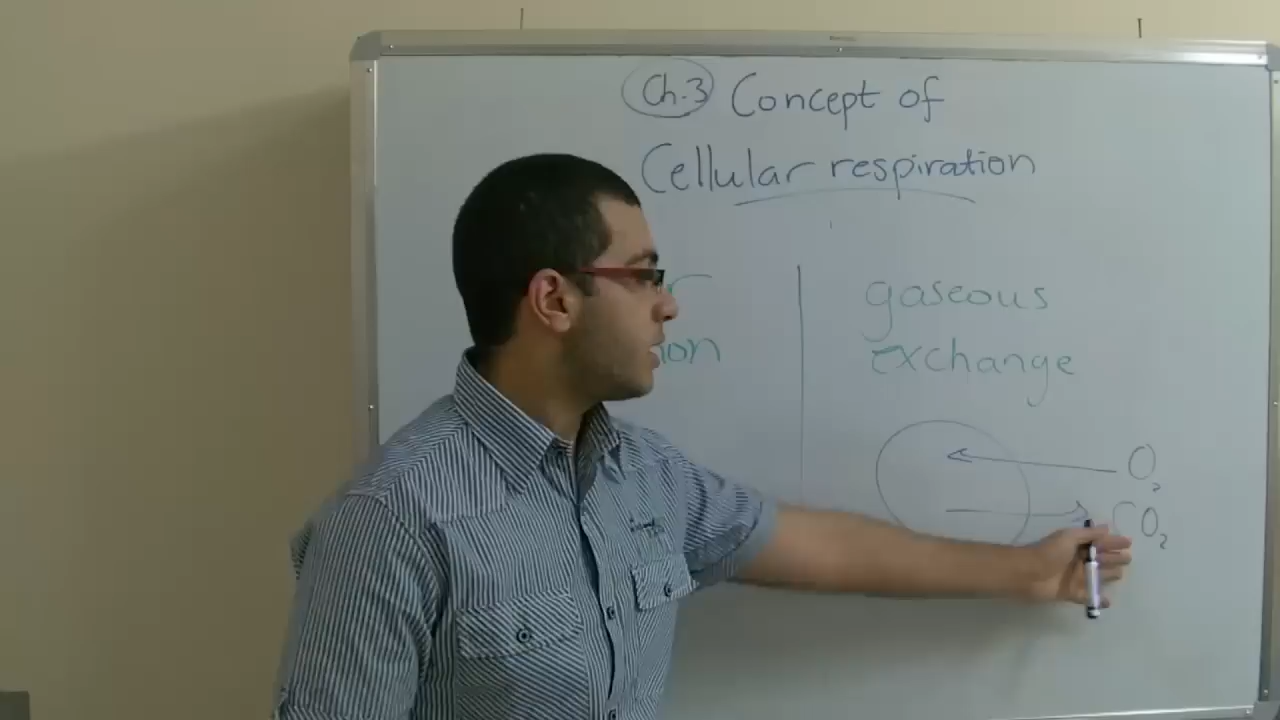 Ch.3 Concept of
Cellular respiration
gaseous
exchange
O₂
CO₂